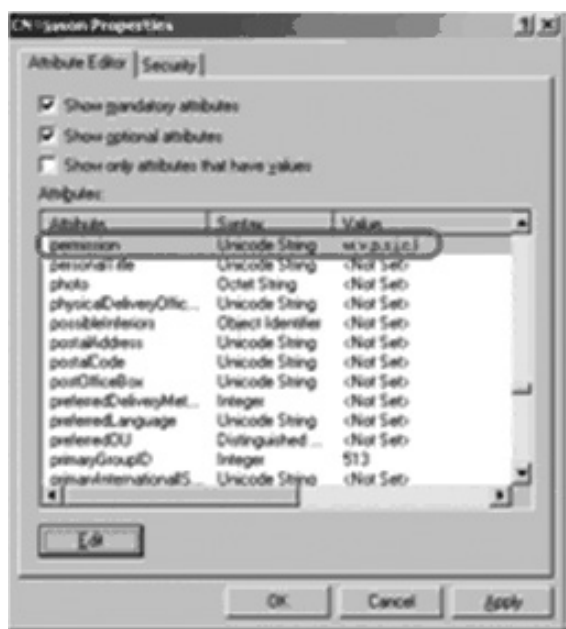 Properties
Attribute Editor Security
Show mandatory attributes
Show optional attributes
Show only attributes that have values
Attributes:
Attribute Syntax Value
permission Unicode String
personalTitle Unicode String <Not Set>
photo Octet String <Not Set>
physicalDeliveryOffic... Unicode String <Not Set>
possibleInferiors Object Identifier <Not Set>
postalAddress Unicode String <Not Set>
postalCode Unicode String <Not Set>
postOfficeBox Unicode String <Not Set>
preferredDeliveryMet... Integer <Not Set>
preferredLanguage Unicode String <Not Set>
preferredOU Distinguished ... <Not Set>
primaryGroupID Integer 513
primaryInternationalIS... Unicode String <Not Set>
Edit
OK Cancel Apply